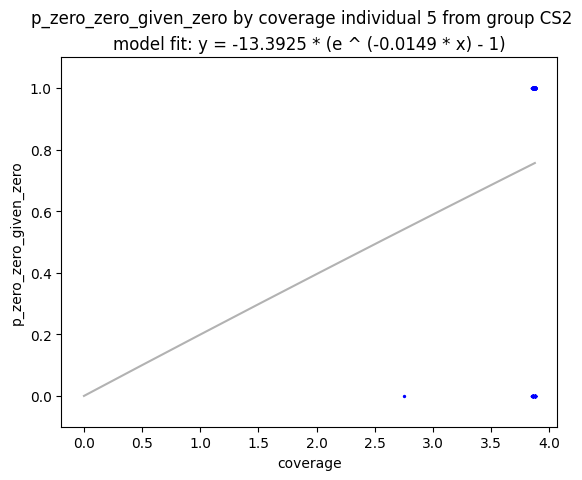 p_zero_zero_given_zero by coverage individual 5 from group CS2
model fit: y = -13.3925 * (e ^ (-0.0149 * x) - 1)
1.0
0.8
0.6
0.4
0.2
0.0
p_zero_zero_given_zero
0.0 0.5 1.0 1.5 2.0 2.5 3.0 3.5 4.0
coverage